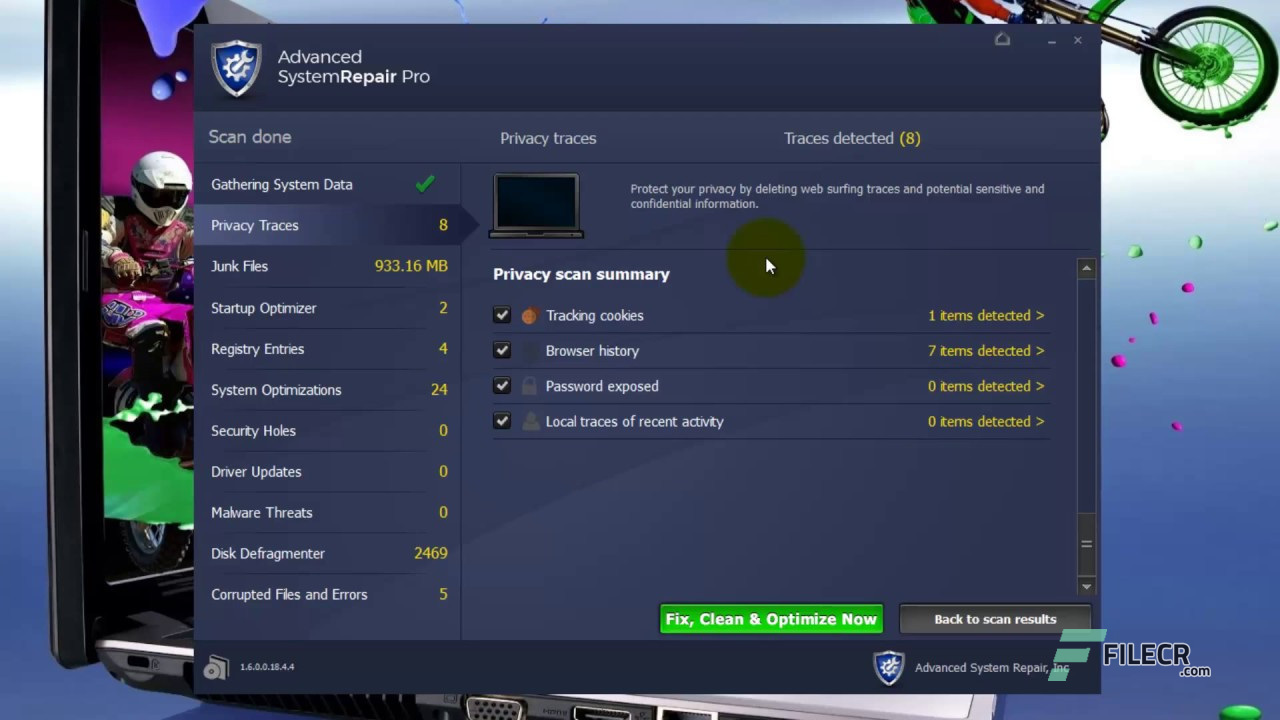 Advanced
SystemRepair Pro
Scan done
Privacy traces
Traces detected (8)
Gathering System Data
Privacy Traces 8
Junk Files 933.16 MB
Startup Optimizer 2
Registry Entries 4
System Optimizations 24
Security Holes 0
Driver Updates 0
Malware Threats 0
Disk Defragmenter 2469
Corrupted Files and Errors 5
Protect your privacy by deleting web surfing traces and potential sensitive and
confidential information.
Privacy scan summary
Tracking cookies 1 items detected >
Browser history 7 items detected >
Password exposed 0 items detected >
Local traces of recent activity 0 items detected >
Fix, Clean & Optimize Now
Back to scan results
1.6.0.0.18.4.4
Advanced System Repair, Inc
FILECR
.com